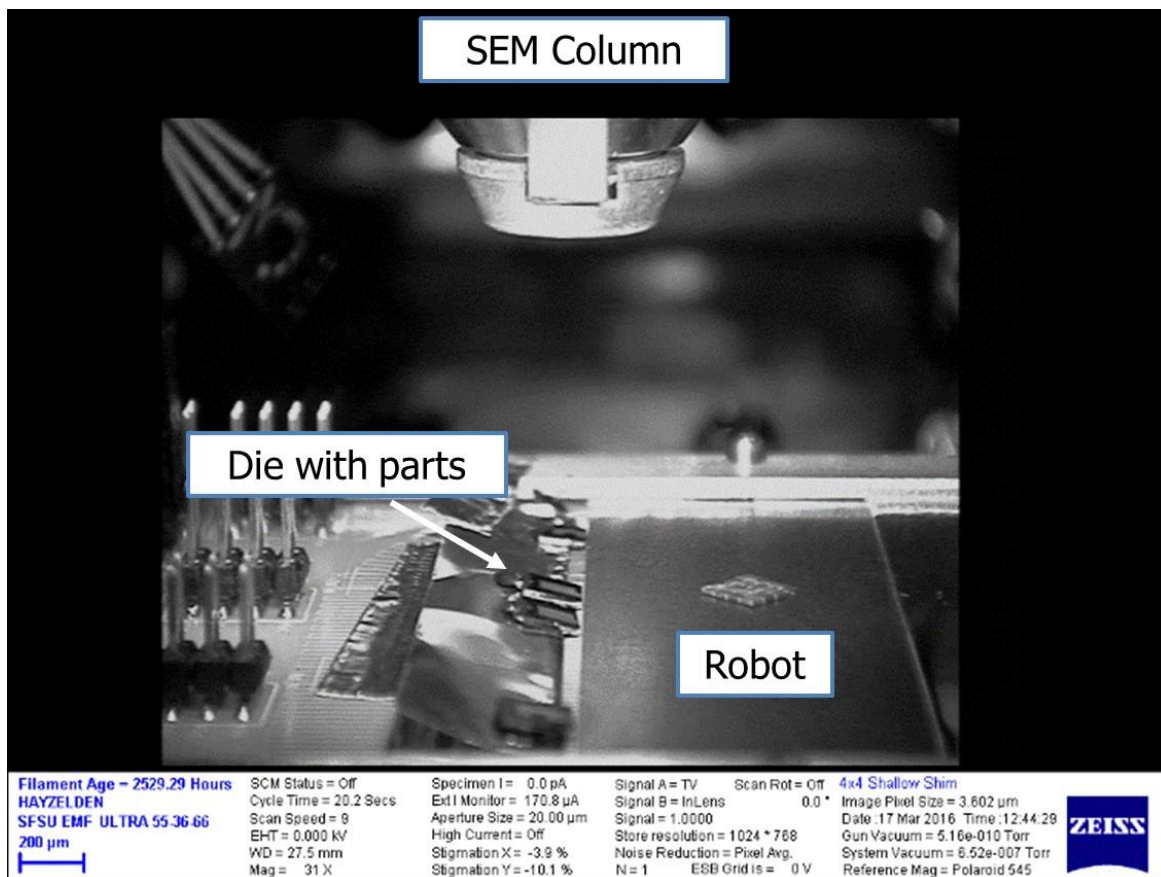 SEM Column
Die with parts
Robot
Filament Age = 2529.29 Hours
HAYZELDEN
SFSU EMF ULTRA 55-36-66
200 µm
SCM Status = Off
Cycle Time = 20.2 Secs
Scan Speed = 9
EHT = 0.000 kV
WD = 27.5 mm
Mag = 31 X
Specimen I = 0.0 pA
Ext I Monitor = 170.8 µA
Aperture Size = 20.00 µm
High Current = Off
Stigmation X = -3.9 %
Stigmation Y = -10.1 %
Signal A = TV Scan Rot = Off
Signal B = InLens 0.0 °
Signal = 1.0000
Store resolution = 1024 * 768
Noise Reduction = Pixel Avg.
N = 1 ESB Grid is = 0 V
4x4 Shallow Shim
Image Pixel Size = 3.602 µm
Date :17 Mar 2016 Time :12:44:29
Gun Vacuum = 5.16e-010 Torr
System Vacuum = 6.52e-007 Torr
Reference Mag = Polaroid 545
ZEISS